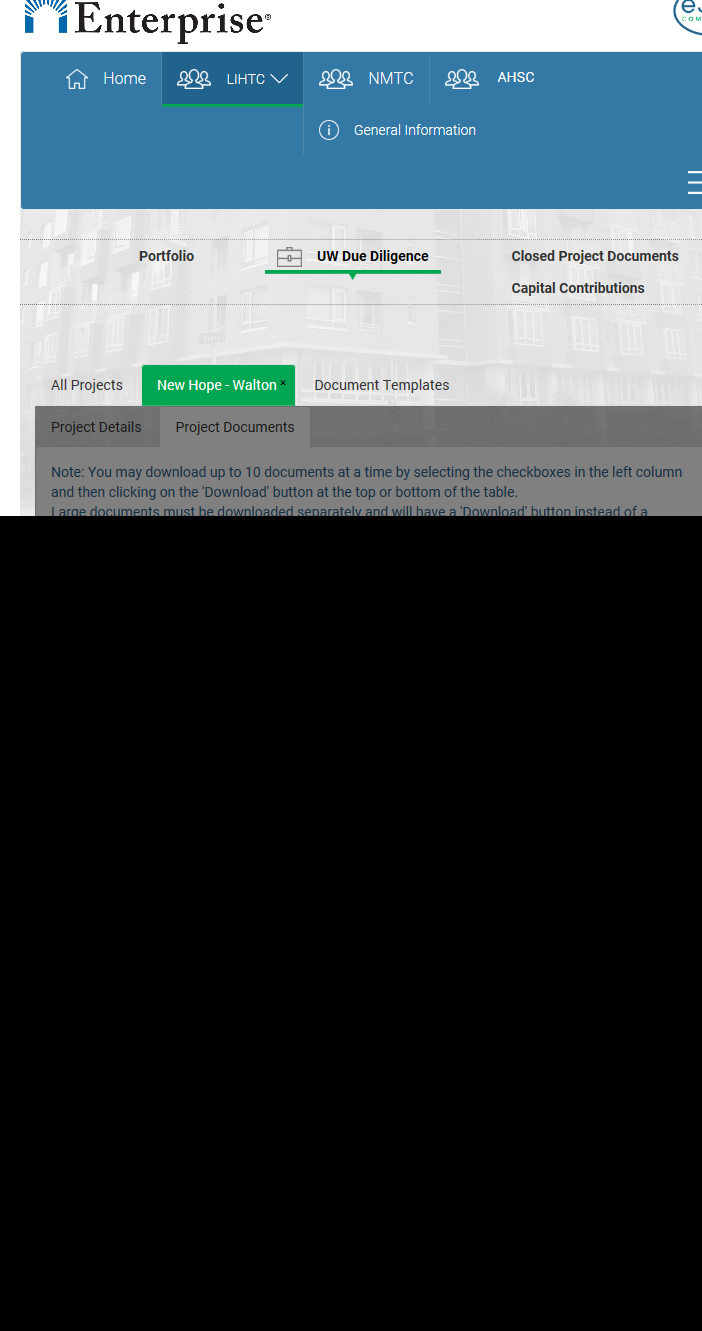 Enterprise®
Home
LIHTC
NMTC
AHSC
General Information
Portfolio
UW Due Diligence
Closed Project Documents
Capital Contributions
All Projects
New Hope - Walton ×
Document Templates
Project Details
Project Documents
Note: You may download up to 10 documents at a time by selecting the checkboxes in the left column
and then clicking on the 'Download' button at the top or bottom of the table.
Large documents must be downloaded separately and will have a 'Download' button instead of a